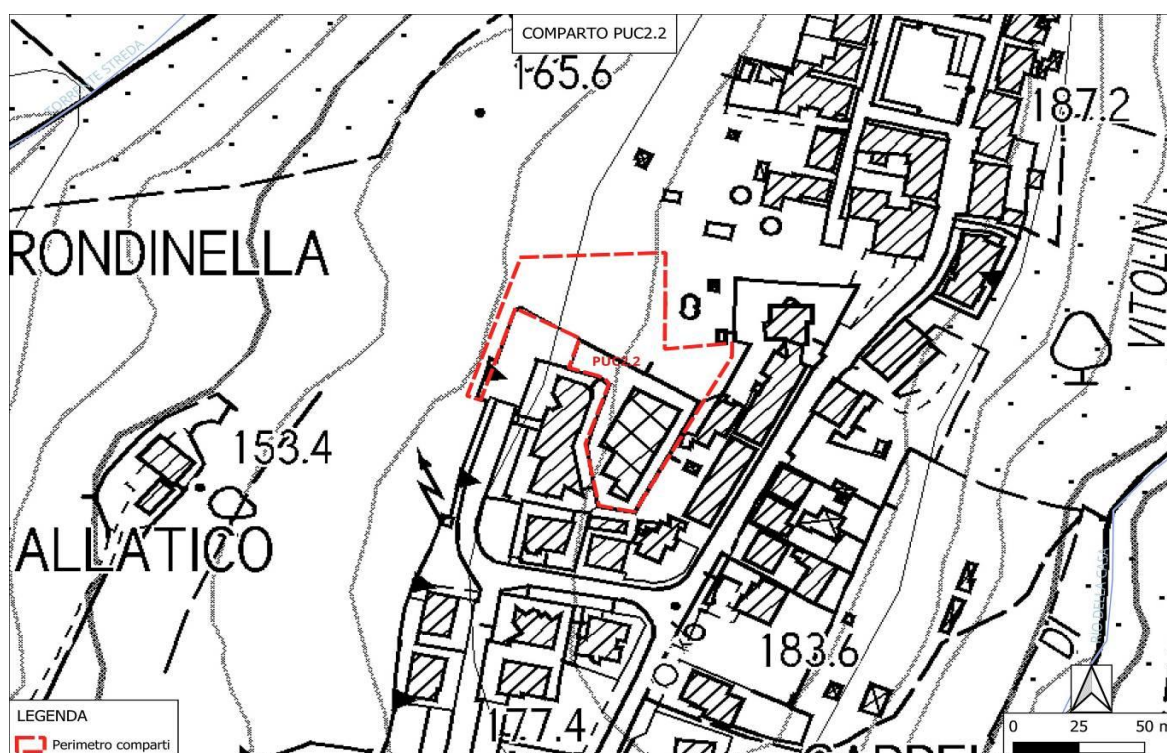 COMPARTO PUC2.2
165.6
187.2
RONDINELLA
VITOLINI
PUC2.2
153.4
ALLATICO
DI
183.6
177.4
LEGENDA
Perimetro comparti
0 25 50 m